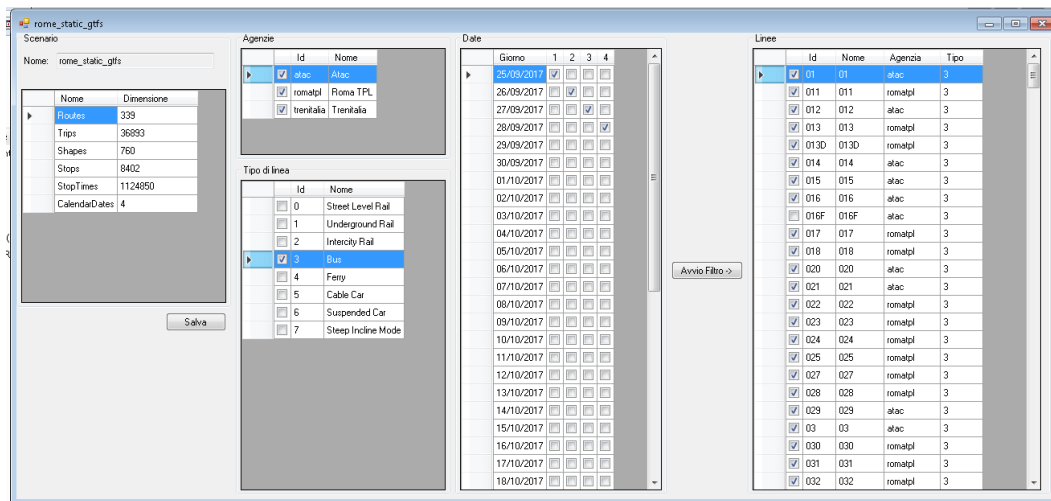 rome_static_gtfs
Scenario
Nome: rome_static_gtfs
Nome Dimensione
Routes 339
Trips 36893
Shapes 760
Stops 8402
StopTimes 1124850
CalendarDates 4
Salva
Agenzie
Id Nome
atac Atac
romatpl Roma TPL
trenitalia Trenitalia
Tipo di linea
Id Nome
0 Street Level Rail
1 Underground Rail
2 Intercity Rail
3 Bus
4 Ferry
5 Cable Car
6 Suspended Car
7 Steep Incline Mode
Date
Giorno 1 2 3 4
25/09/2017
26/09/2017
27/09/2017
28/09/2017
29/09/2017
30/09/2017
01/10/2017
02/10/2017
03/10/2017
04/10/2017
05/10/2017
06/10/2017
07/10/2017
08/10/2017
09/10/2017
10/10/2017
11/10/2017
12/10/2017
13/10/2017
14/10/2017
15/10/2017
16/10/2017
17/10/2017
18/10/2017
Avvio Filtro ->
Linee
Id Nome Agenzia Tipo
01 01 atac 3
011 011 romatpl 3
012 012 atac 3
013 013 romatpl 3
013D 013D romatpl 3
014 014 atac 3
015 015 atac 3
016 016 atac 3
016F 016F atac 3
017 017 romatpl 3
018 018 romatpl 3
020 020 atac 3
021 021 atac 3
022 022 romatpl 3
023 023 romatpl 3
024 024 romatpl 3
025 025 romatpl 3
027 027 romatpl 3
028 028 romatpl 3
029 029 atac 3
03 03 atac 3
030 030 romatpl 3
031 031 romatpl 3
032 032 romatpl 3